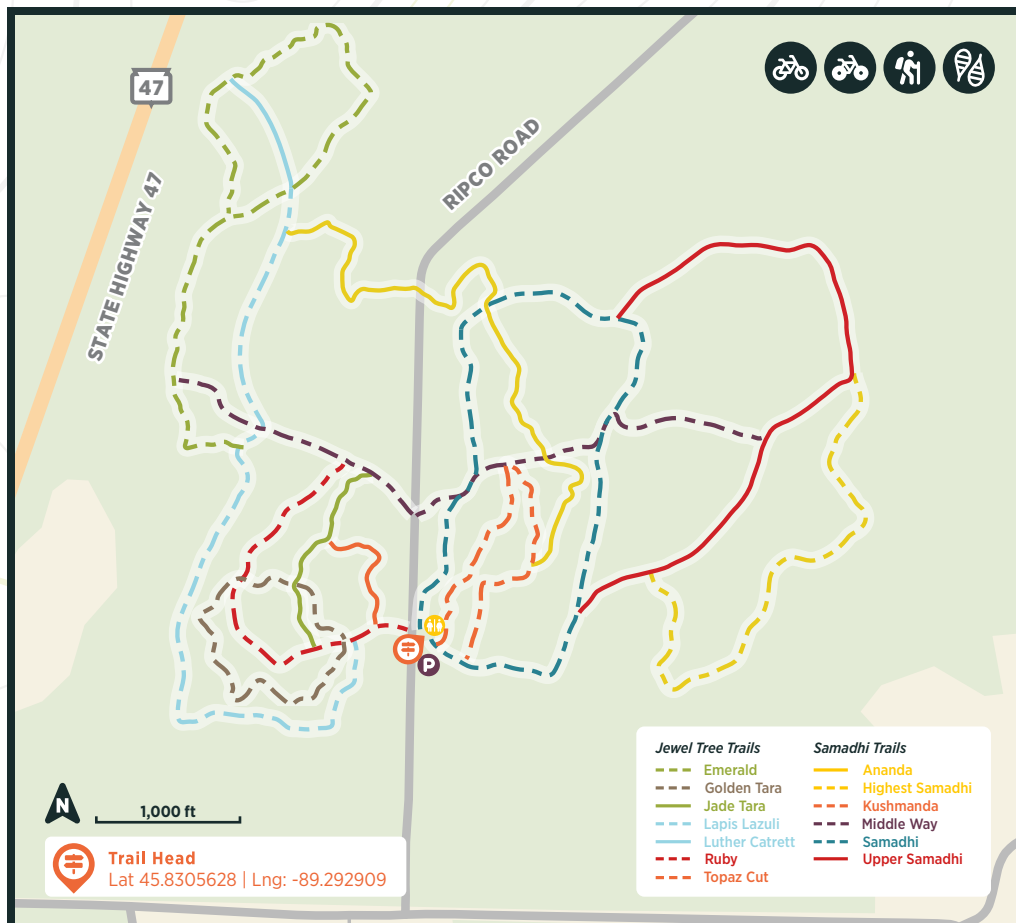 47
STATE HIGHWAY 47
RIPCO ROAD
P
N
1,000 ft
Trail Head
Lat 45.8305628 | Lng: -89.292909
Jewel Tree Trails
Emerald
Golden Tara
Jade Tara
Lapis Lazuli
Luther Catrett
Ruby
Topaz Cut
Samadhi Trails
Ananda
Highest Samadhi
Kushmanda
Middle Way
Samadhi
Upper Samadhi